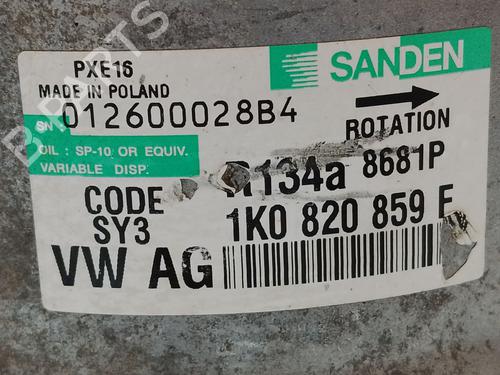 PXE16
MADE IN POLAND
SANDEN
SN 012600028B4
ROTATION
OIL : SP-10 OR EQUIV.
VARIABLE DISP.
R134a 8681P
CODE
SY3
1K0 820 859
VW AG
B PARTS